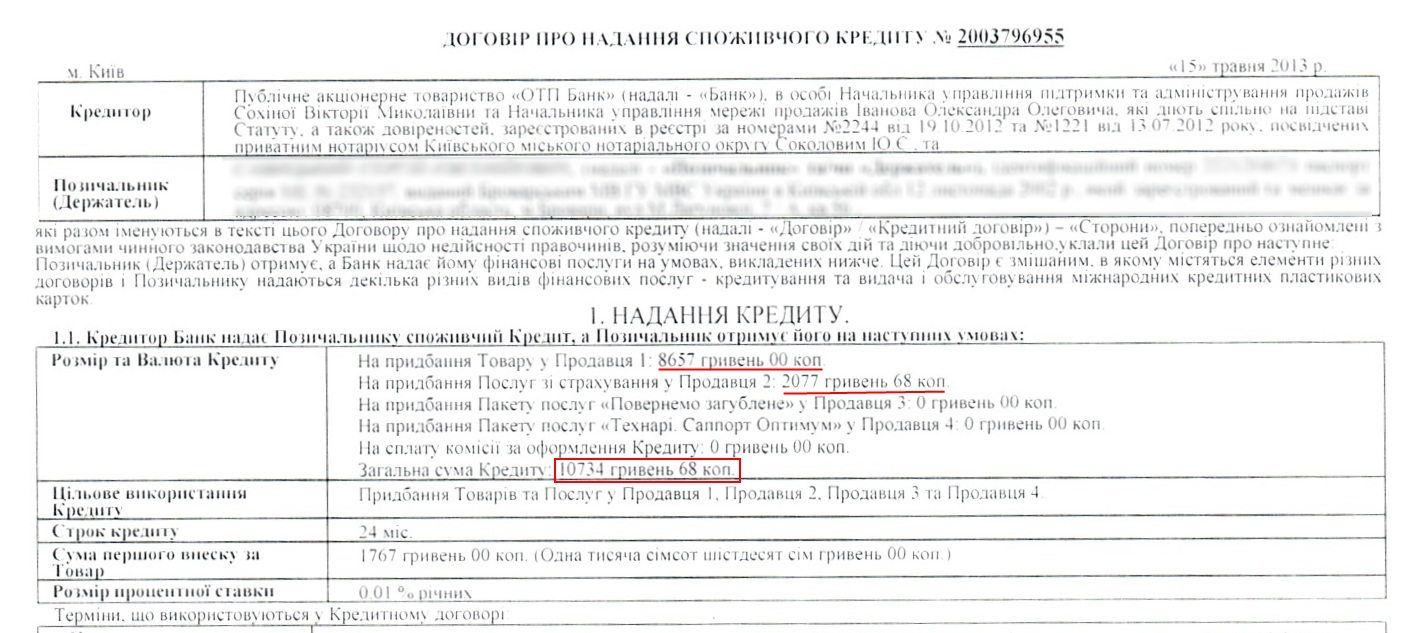 ДОГОВІР ПРО НАДАННЯ СПОЖИВЧОГО КРЕДИТУ № 2003796955
м. Київ «15» травня 2013 р.
Кредитор
Публічне акціонерне товариство «ОТП Банк» (надалі - «Банк»), в особі Начальника управління підтримки та адміністрування продажів
Сохіної Вікторії Миколаївни та Начальника управління мережі продажів Іванова Олександра Олеговича, які діють спільно на підставі
Статуту, а також довіреностей, зареєстрованих в реєстрі за номерами №2244 від 19.10.2012 та №1221 від 13.07.2012 року, посвідчених
приватним нотаріусом Київського міського нотаріального округу Соколовим Ю.Є., та
Позичальник
(Держатель)
які разом іменуються в тексті цього Договору про надання споживчого кредиту (надалі - «Договір» / «Кредитний договір») – «Сторони», попередньо ознайомлені з
вимогами чинного законодавства України щодо недійсності правочинів, розуміючи значення своїх дій та діючи добровільно,уклали цей Договір про наступне:
Позичальник (Держатель) отримує, а Банк надає йому фінансові послуги на умовах, викладених нижче. Цей Договір є змішаним, в якому містяться елементи різних
договорів і Позичальнику надаються декілька різних видів фінансових послуг - кредитування та видача і обслуговування міжнародних кредитних пластикових
карток.
1. НАДАННЯ КРЕДИТУ.
1.1. Кредитор Банк надає Позичальнику споживчий Кредит, а Позичальник отримує його на наступних умовах:
Розмір та Валюта Кредиту
На придбання Товару у Продавця 1: 8657 гривень 00 коп.
На придбання Послуг зі страхування у Продавця 2: 2077 гривень 68 коп.
На придбання Пакету послуг «Повернемо загублене» у Продавця 3: 0 гривень 00 коп.
На придбання Пакету послуг «Технарі. Саппорт Оптимум» у Продавця 4: 0 гривень 00 коп.
На сплату комісії за оформлення Кредиту: 0 гривень 00 коп.
Загальна сума Кредиту: 10734 гривень 68 коп.
Цільове використання
Кредиту
Придбання Товарів та Послуг у Продавця 1, Продавця 2, Продавця 3 та Продавця 4.
Строк кредиту
24 міс.
Сума першого внеску за
Товар
1767 гривень 00 коп. (Одна тисяча сімсот шістдесят сім гривень 00 коп.)
Розмір процентної ставки
0.01 % річних
Терміни, що використовуються у Кредитному договорі: